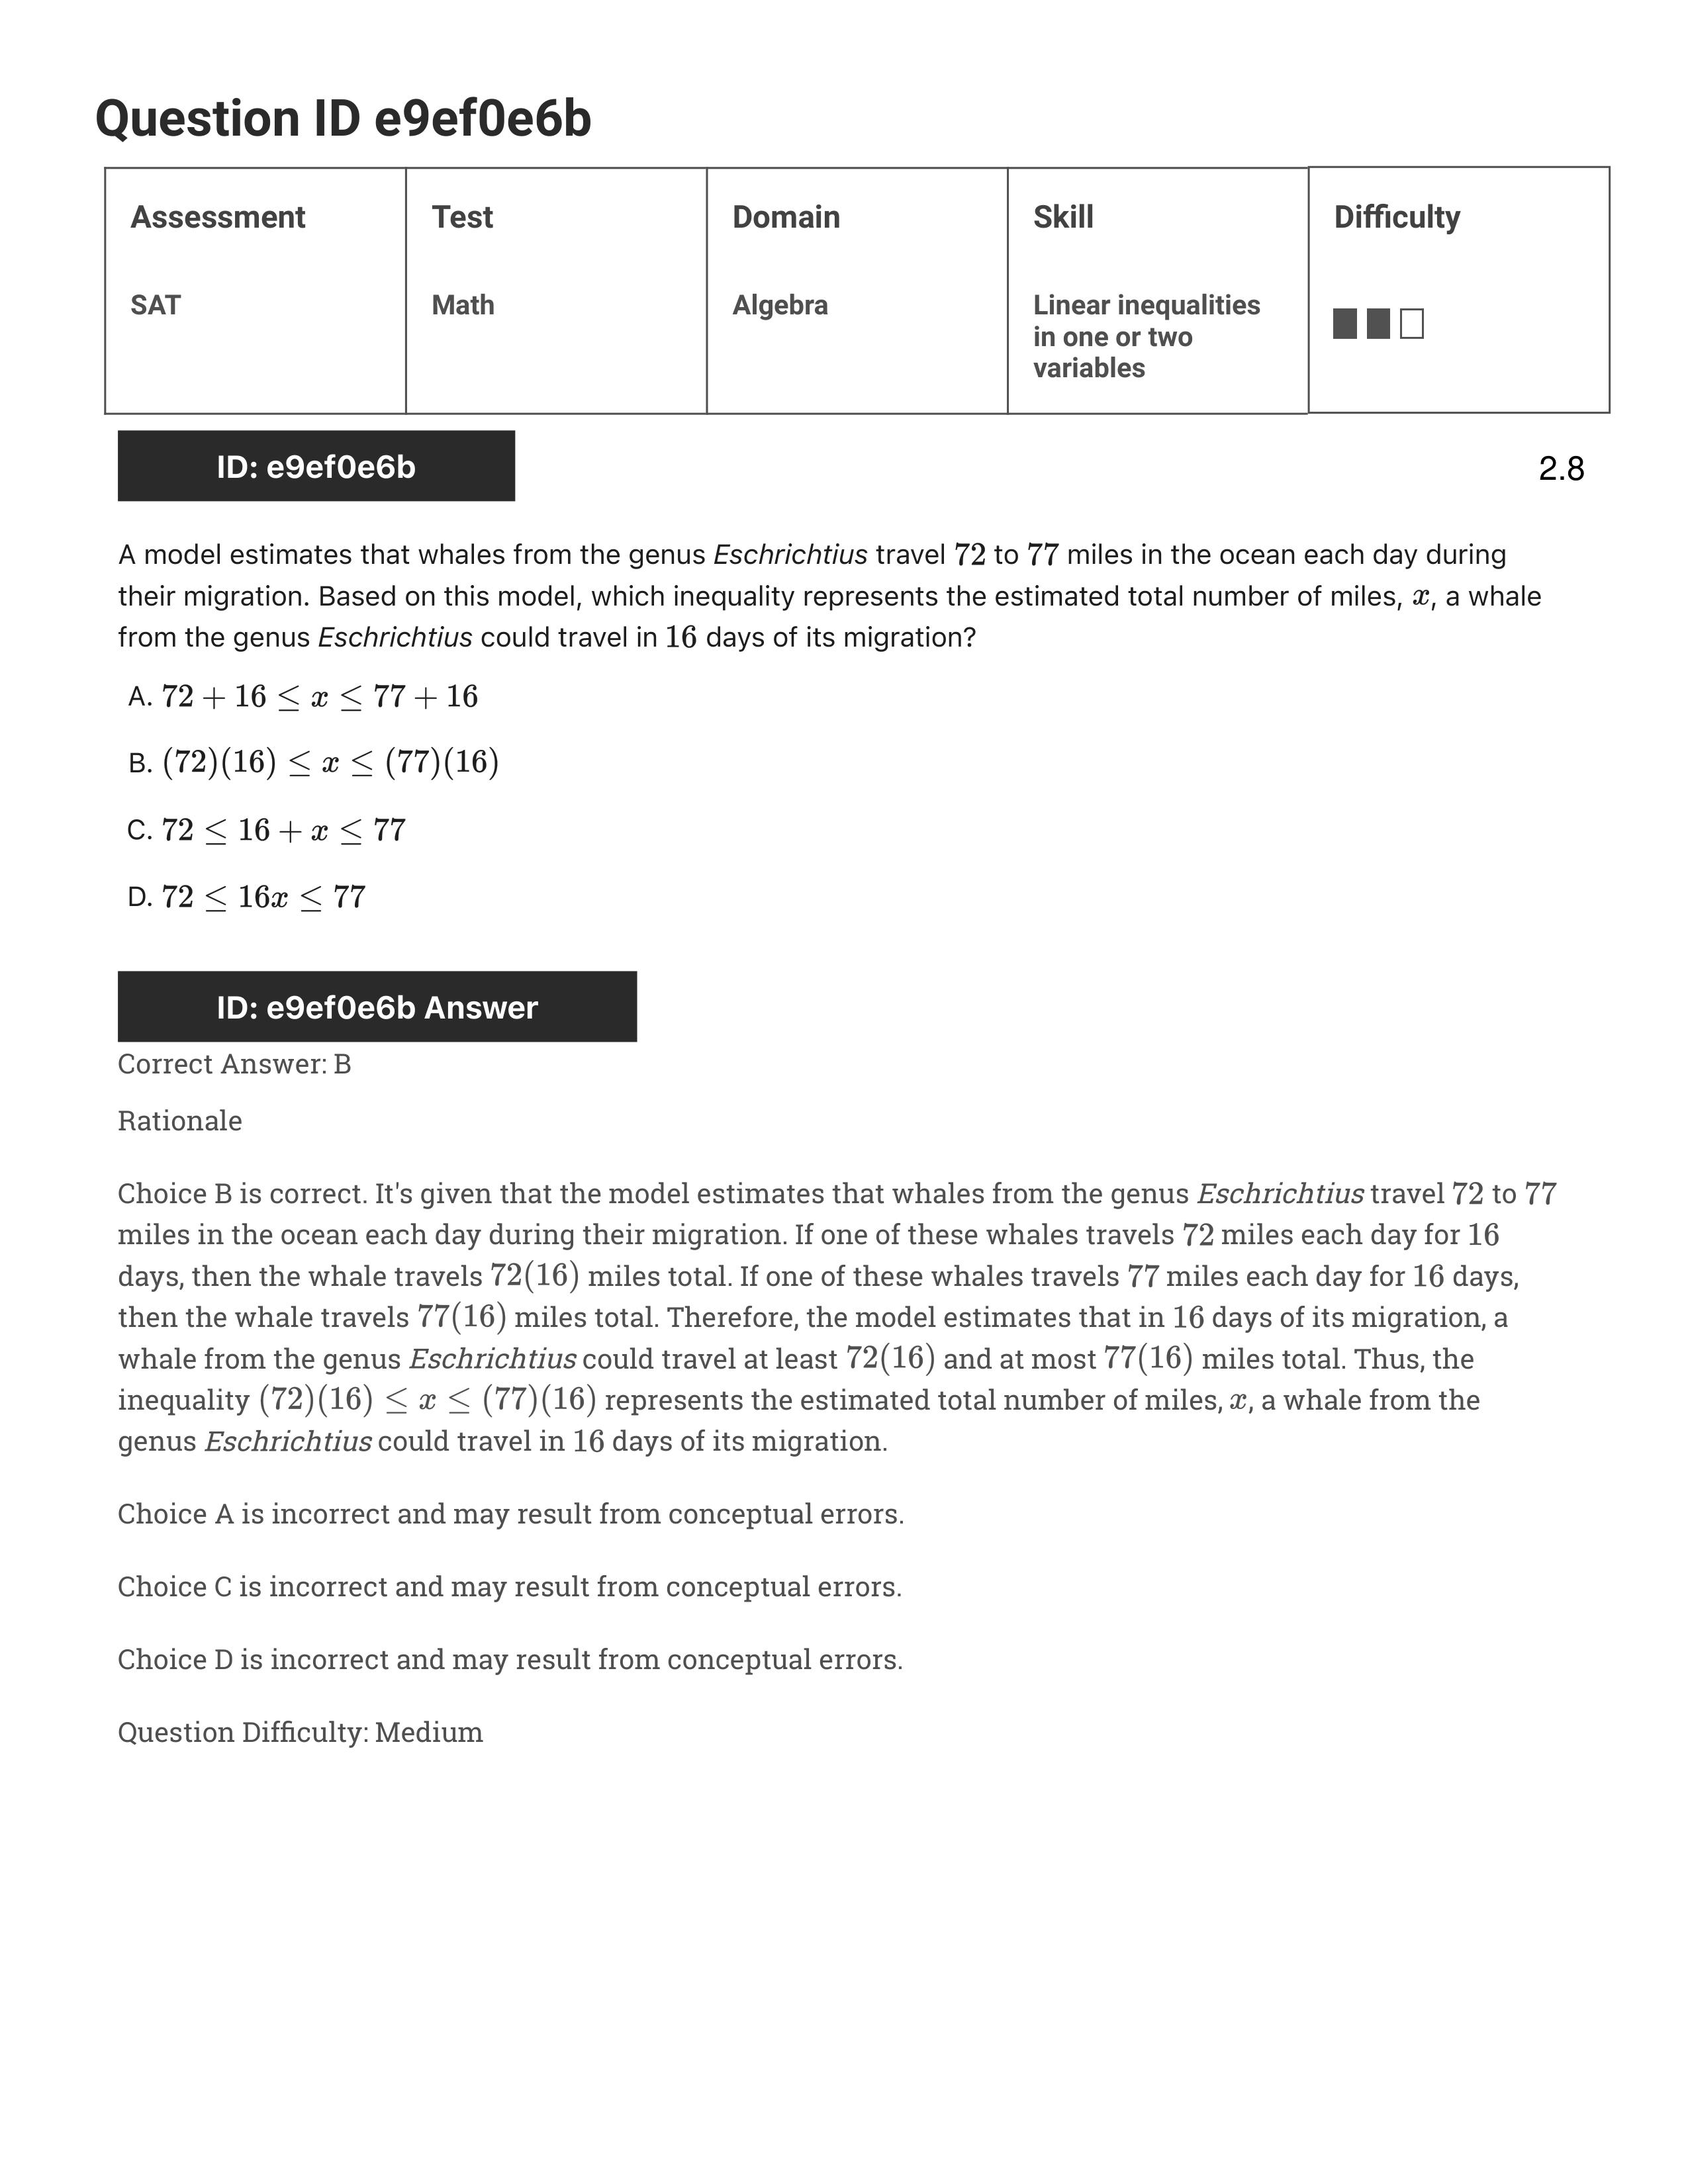 Question ID e9ef0e6b
Assessment
Test
Domain
Skill
Difficulty
SAT
Math
Algebra
Linear inequalities
in one or two
variables
ID: e9ef0e6b
2.8
A model estimates that whales from the genus Eschrichtius travel 72 to 77 miles in the ocean each day during
their migration. Based on this model, which inequality represents the estimated total number of miles, x, a whale
from the genus Eschrichtius could travel in 16 days of its migration?
A. 72 + 16 ≤ x ≤ 77 + 16
B. (72)(16) ≤ x ≤ (77)(16)
C. 72 ≤ 16 + x ≤ 77
D. 72 ≤ 16x ≤ 77
ID: e9ef0e6b Answer
Correct Answer: B
Rationale
Choice B is correct. It's given that the model estimates that whales from the genus Eschrichtius travel 72 to 77
miles in the ocean each day during their migration. If one of these whales travels 72 miles each day for 16
days, then the whale travels 72(16) miles total. If one of these whales travels 77 miles each day for 16 days,
then the whale travels 77(16) miles total. Therefore, the model estimates that in 16 days of its migration, a
whale from the genus Eschrichtius could travel at least 72(16) and at most 77(16) miles total. Thus, the
inequality (72)(16) ≤ x ≤ (77)(16) represents the estimated total number of miles, x, a whale from the
genus Eschrichtius could travel in 16 days of its migration.
Choice A is incorrect and may result from conceptual errors.
Choice C is incorrect and may result from conceptual errors.
Choice D is incorrect and may result from conceptual errors.
Question Difficulty: Medium